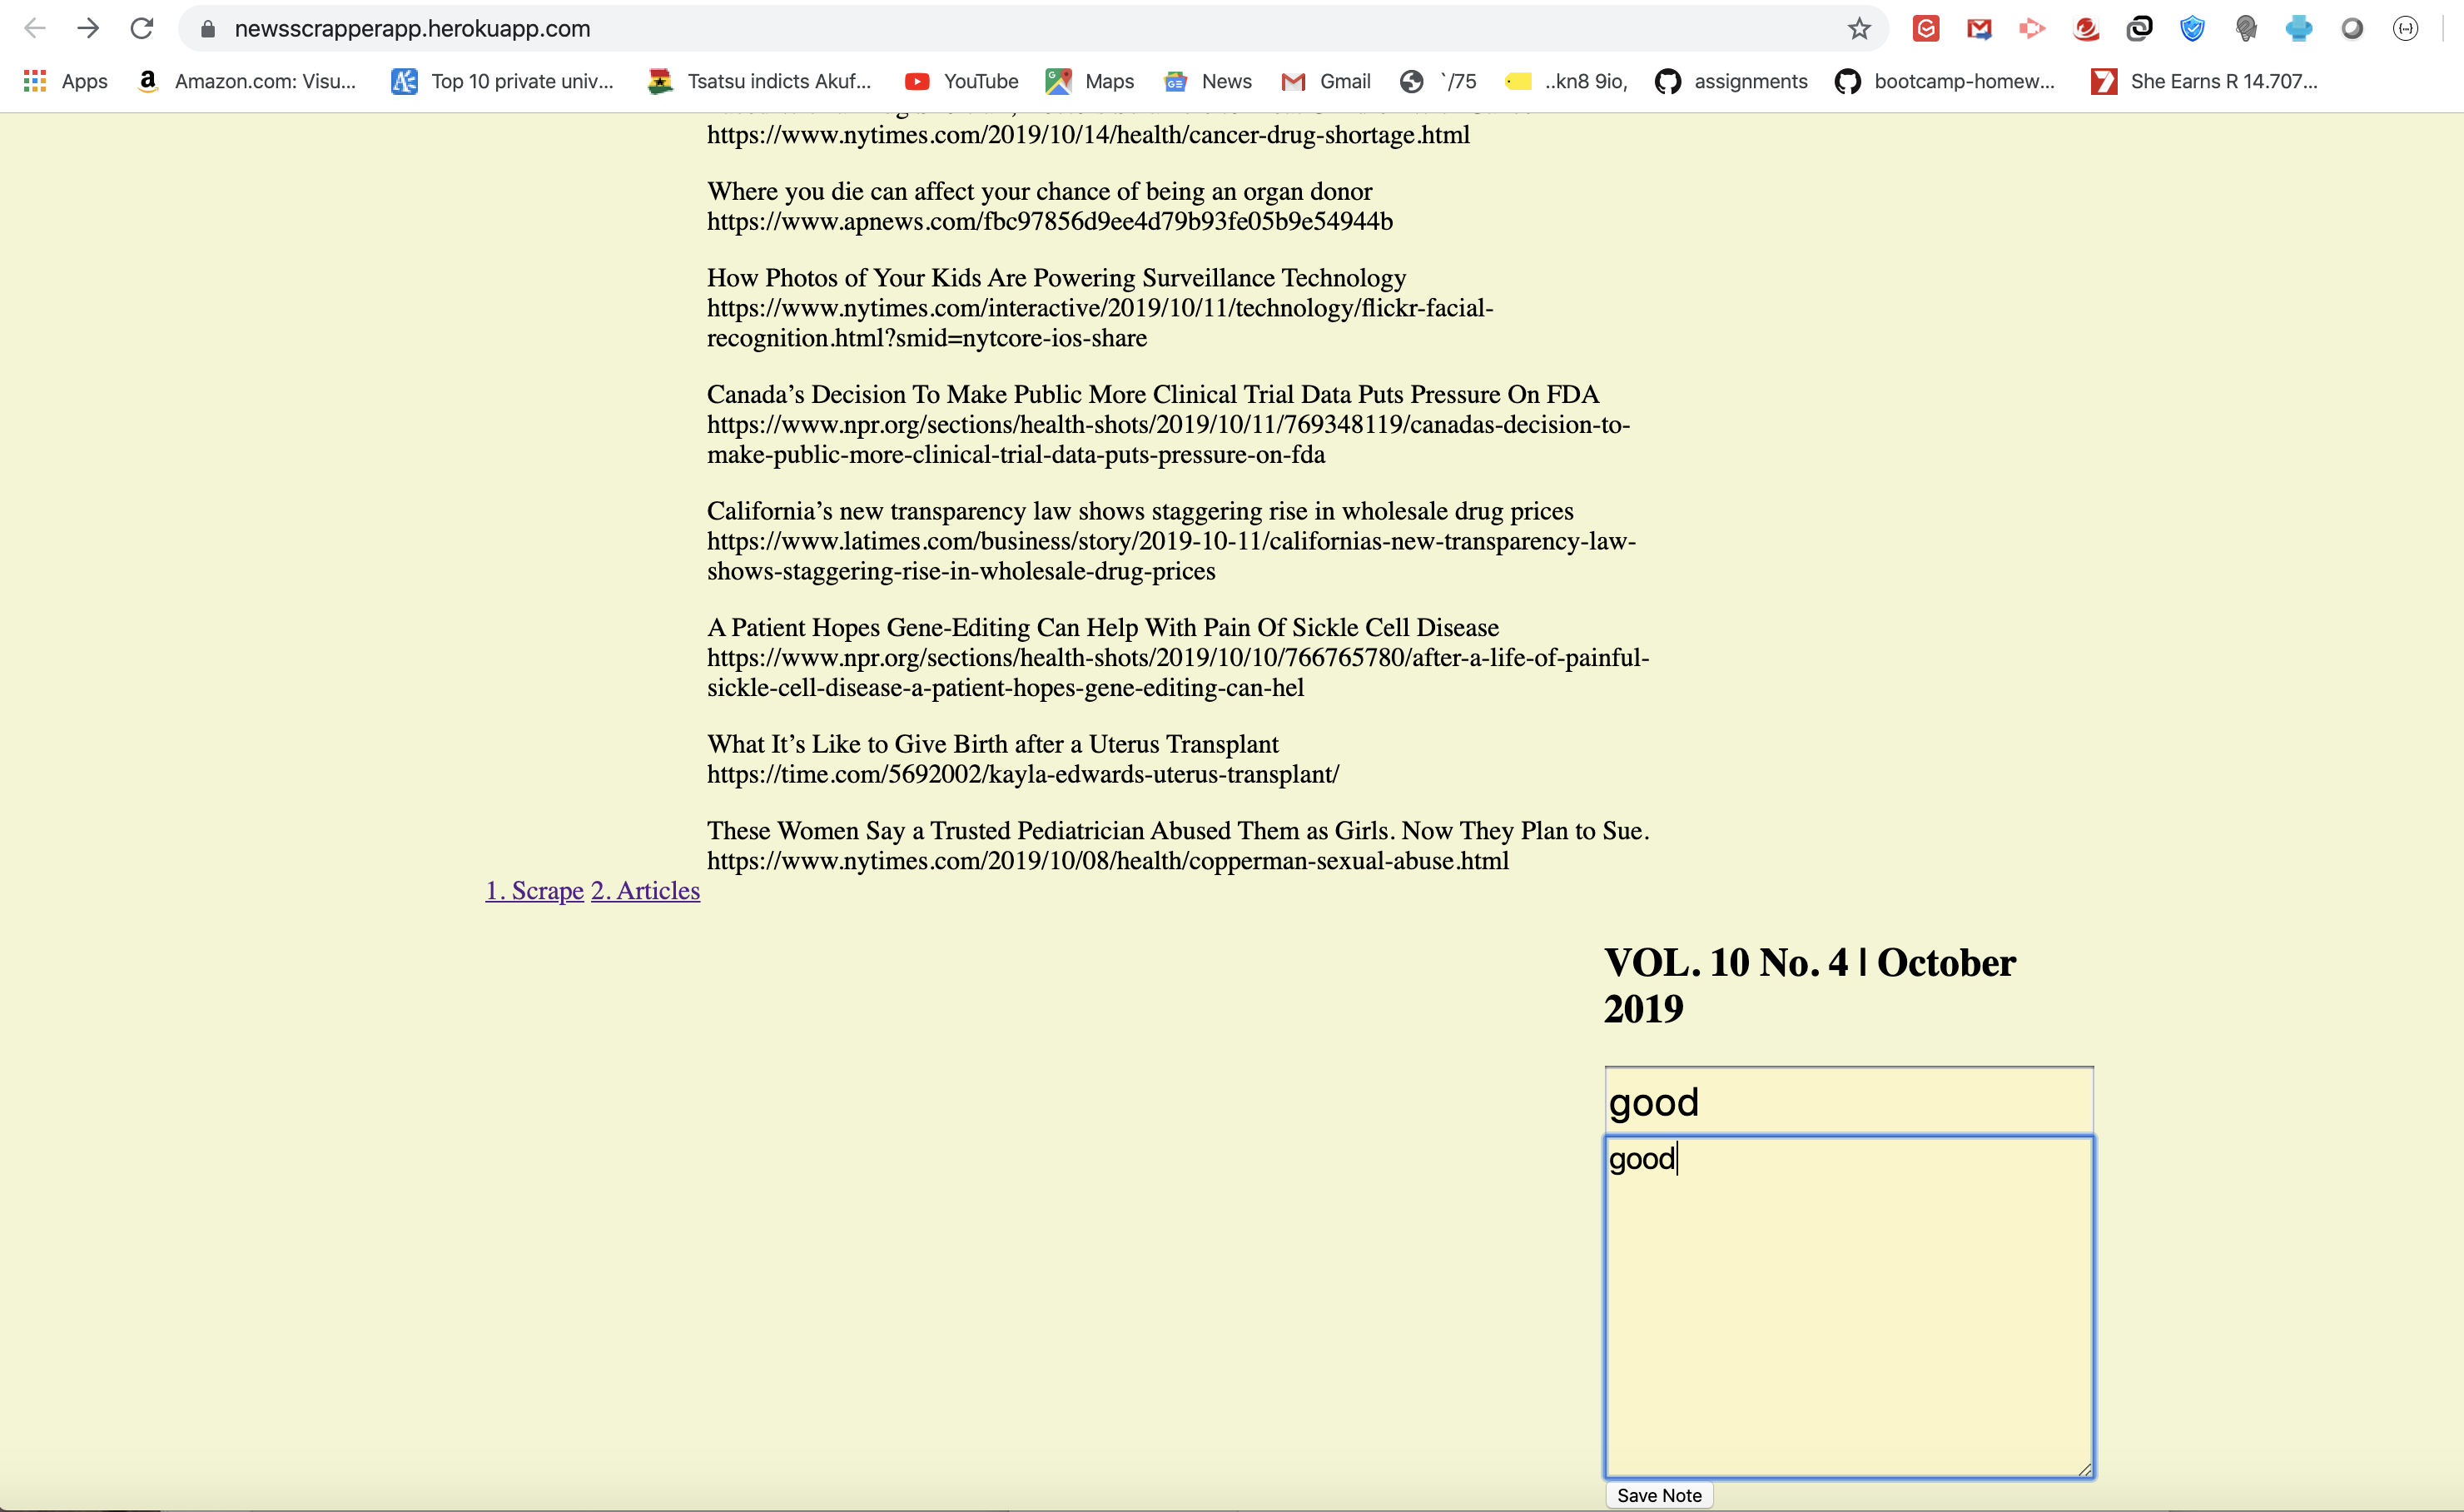 newsscrapperapp.herokuapp.com
Apps
Amazon.com: Visu...
Top 10 private univ...
Tsatsu indicts Akuf...
YouTube
Maps
News
Gmail
`/75
..kn8 9io,
assignments
bootcamp-homew...
She Earns R 14.707...
https://www.nytimes.com/2019/10/14/health/cancer-drug-shortage.html
Where you die can affect your chance of being an organ donor
https://www.apnews.com/fbc97856d9ee4d79b93fe05b9e54944b
How Photos of Your Kids Are Powering Surveillance Technology
https://www.nytimes.com/interactive/2019/10/11/technology/flickr-facial-
recognition.html?smid=nytcore-ios-share
Canada’s Decision To Make Public More Clinical Trial Data Puts Pressure On FDA
https://www.npr.org/sections/health-shots/2019/10/11/769348119/canadas-decision-to-
make-public-more-clinical-trial-data-puts-pressure-on-fda
California’s new transparency law shows staggering rise in wholesale drug prices
https://www.latimes.com/business/story/2019-10-11/californias-new-transparency-law-
shows-staggering-rise-in-wholesale-drug-prices
A Patient Hopes Gene-Editing Can Help With Pain Of Sickle Cell Disease
https://www.npr.org/sections/health-shots/2019/10/10/766765780/after-a-life-of-painful-
sickle-cell-disease-a-patient-hopes-gene-editing-can-hel
What It’s Like to Give Birth after a Uterus Transplant
https://time.com/5692002/kayla-edwards-uterus-transplant/
These Women Say a Trusted Pediatrician Abused Them as Girls. Now They Plan to Sue.
https://www.nytimes.com/2019/10/08/health/copperman-sexual-abuse.html
1. Scrape 2. Articles
VOL. 10 No. 4 | October
2019
good
good
Save Note